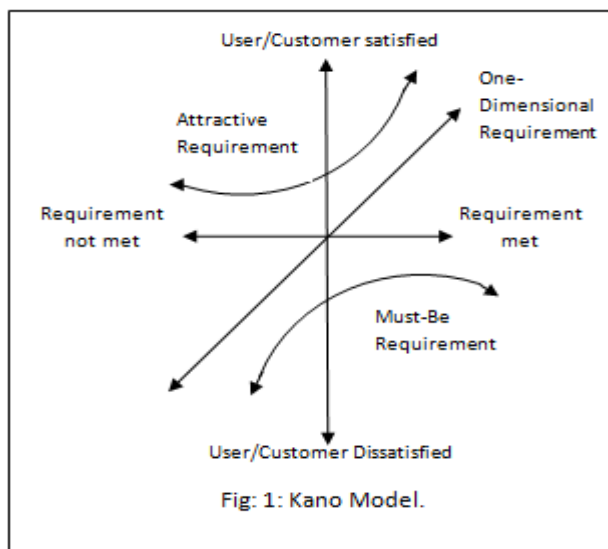 User/Customer satisfied
One-
Dimensional
Requirement
Attractive
Requirement
Requirement
not met
Requirement
met
Must-Be
Requirement
User/Customer Dissatisfied
Fig: 1: Kano Model.